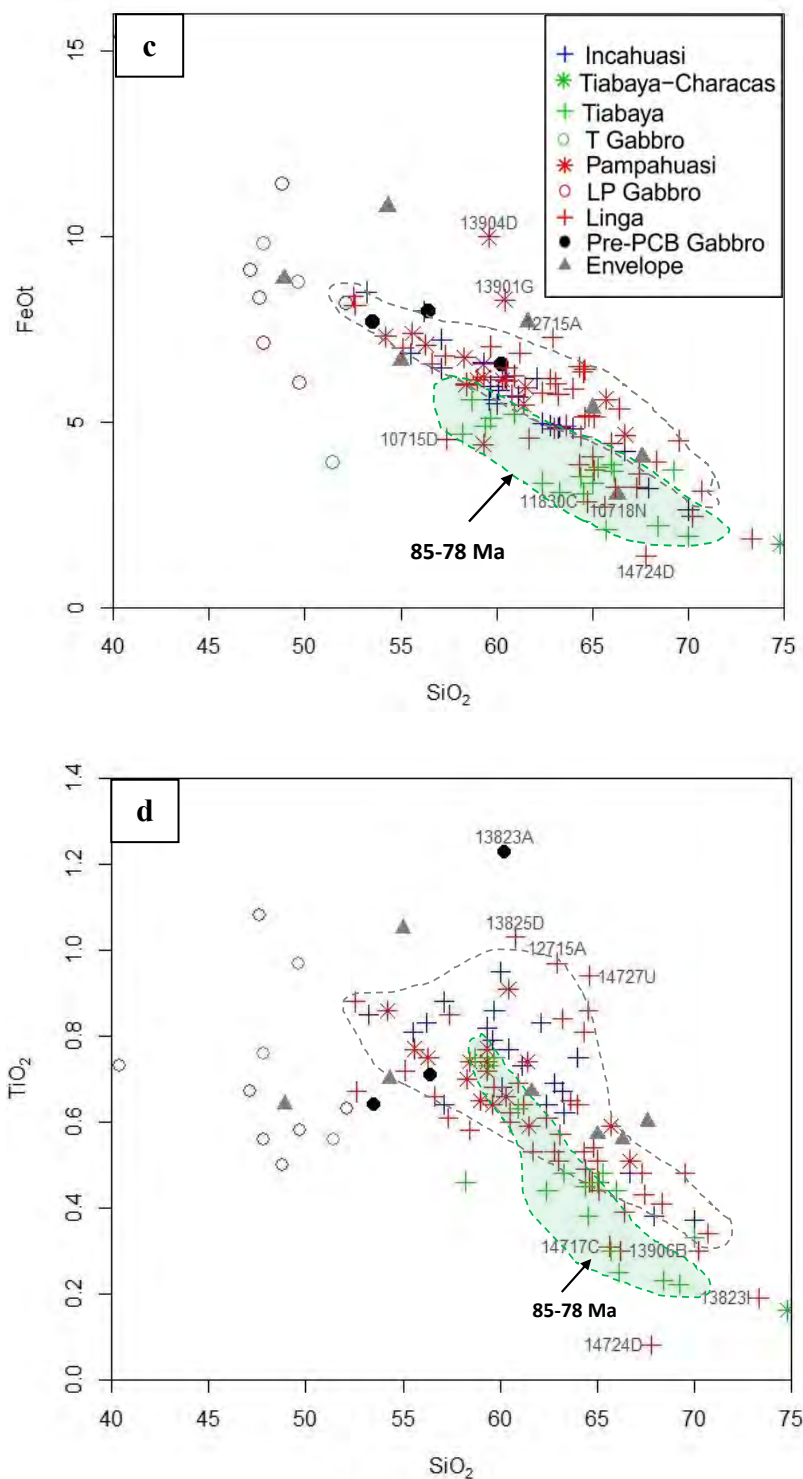 c
15
10
5
0
FeOt
Incahuasi
Tiabaya−Characas
Tiabaya
T Gabbro
Pampahuasi
LP Gabbro
Linga
Pre-PCB Gabbro
Envelope
13904D
13901G
12715A
10715D
11830C
10718N
85-78 Ma
14724D
40 45 50 55 60 65 70 75
SiO₂
d
1.4
1.2
1.0
0.8
0.6
0.4
0.2
0.0
TiO₂
13823A
13825D
12715A
14727U
14717C
13906B
85-78 Ma
13823I
14724D
40 45 50 55 60 65 70 75
SiO₂